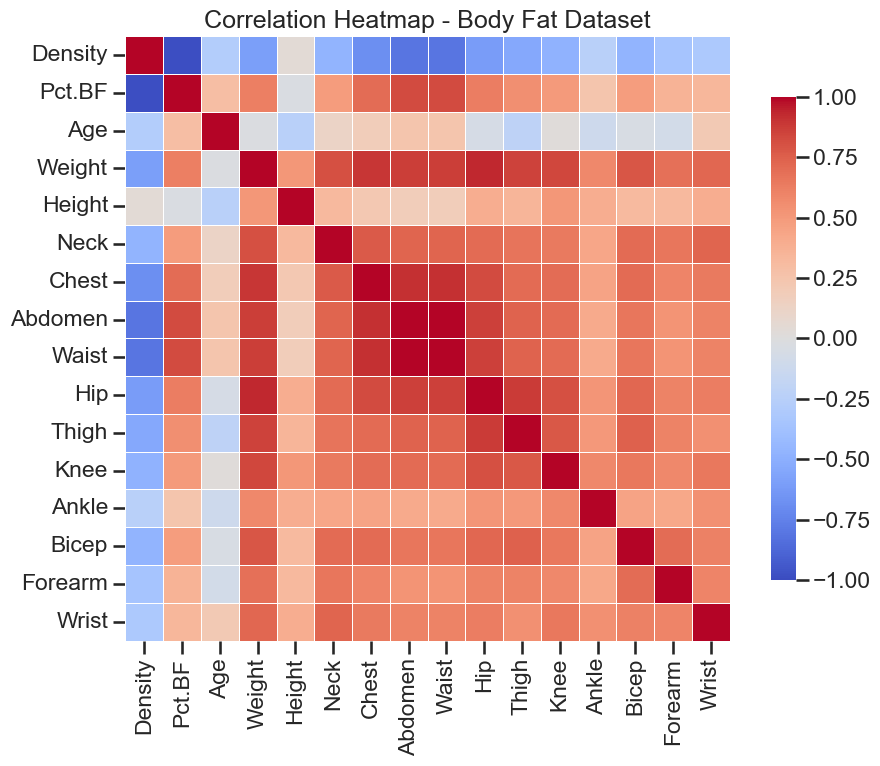 Correlation Heatmap - Body Fat Dataset
Density
Pct.BF
Age
Weight
Height
Neck
Chest
Abdomen
Waist
Hip
Thigh
Knee
Ankle
Bicep
Forearm
Wrist
Density
Pct.BF
Age
Weight
Height
Neck
Chest
Abdomen
Waist
Hip
Thigh
Knee
Ankle
Bicep
Forearm
Wrist
1.00
0.75
0.50
0.25
0.00
−0.25
−0.50
−0.75
−1.00